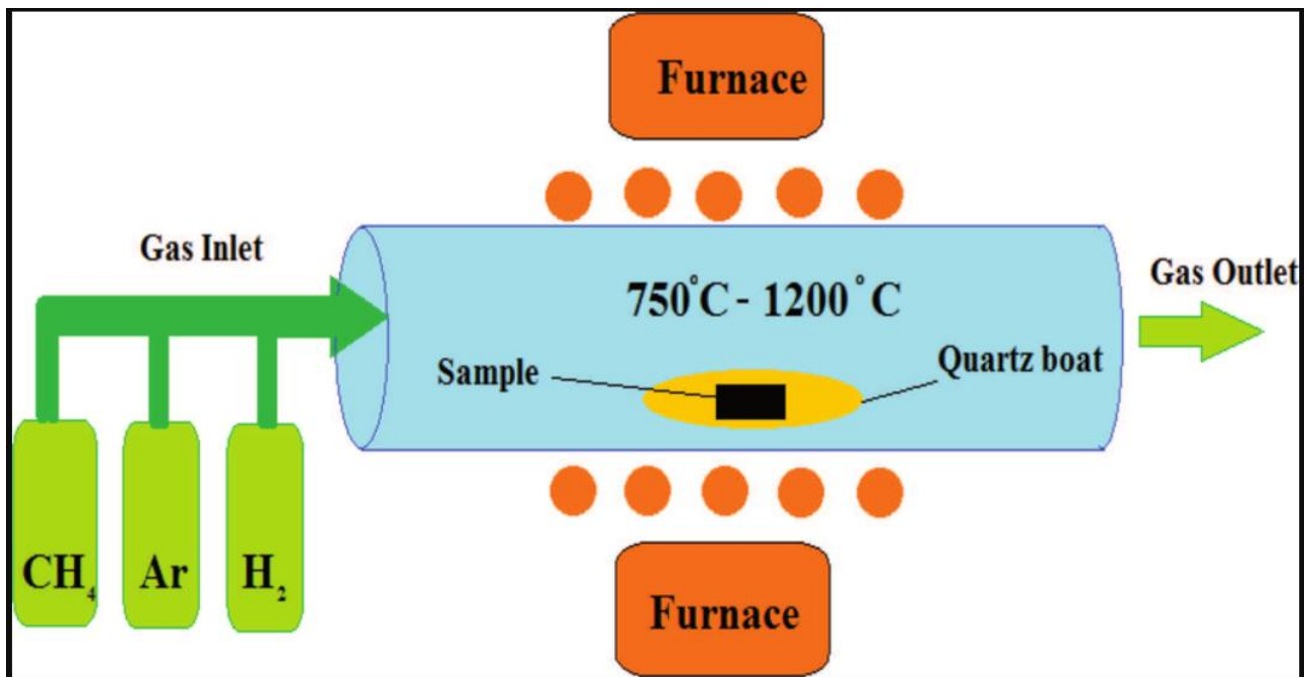 Furnace
Gas Inlet
Gas Outlet
750°C - 1200 °C
Sample
Quartz boat
CH₄
Ar
H₂
Furnace